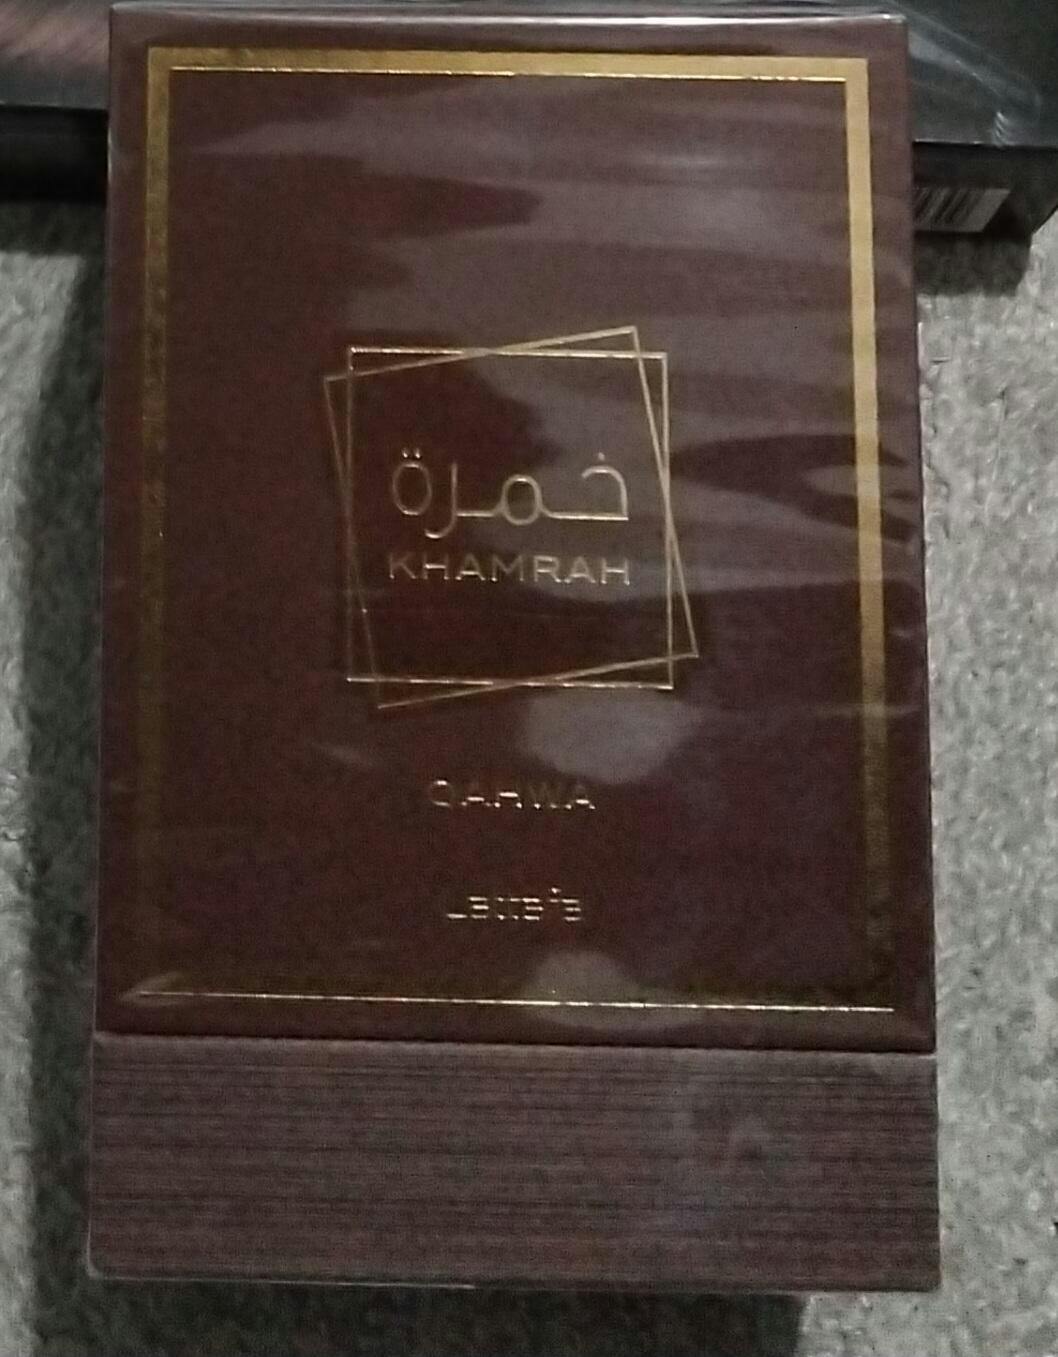 خمرة
KHAMRAH
QAHWA
Lattafa